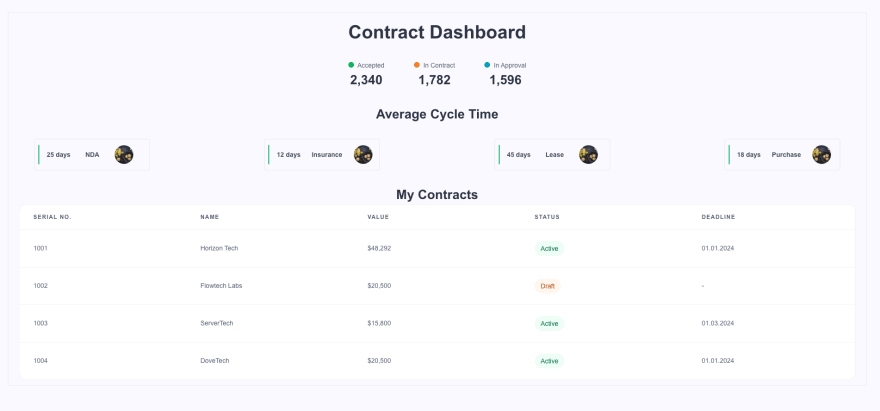 Contract Dashboard
Accepted In Contract In Approval
2,340 1,782 1,596
Average Cycle Time
25 days NDA 12 days Insurance 45 days Lease 18 days Purchase
My Contracts
SERIAL NO. NAME VALUE STATUS DEADLINE
1001 Horizon Tech $48,292 Active 01.01.2024
1002 Flowtech Labs $20,500 Draft -
1003 ServerTech $15,800 Active 01.03.2024
1004 DoveTech $20,500 Active 01.01.2024